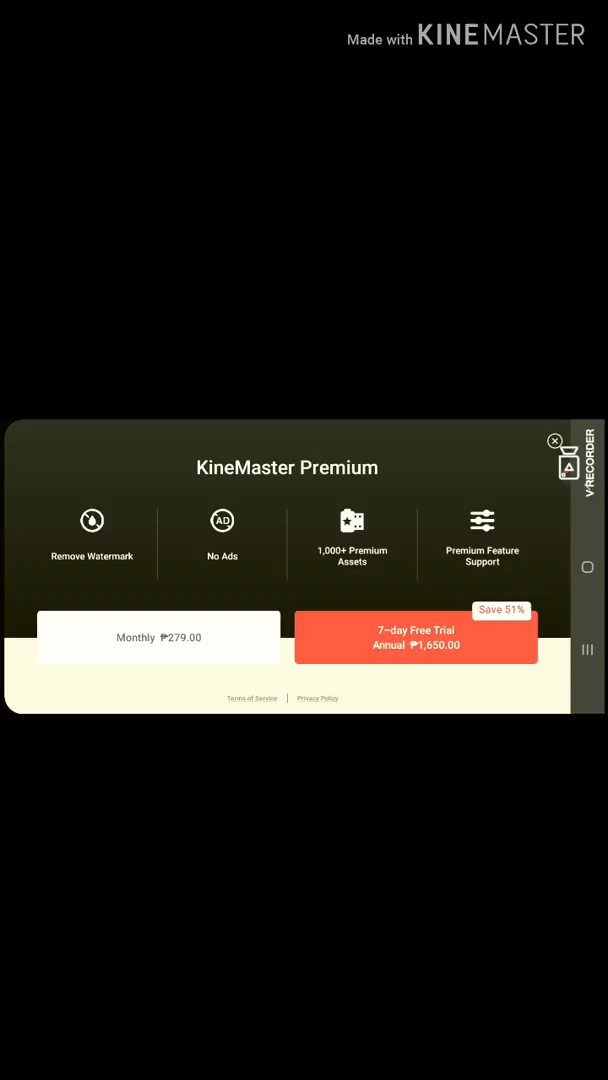 Made with KINEMASTER
KineMaster Premium
V RECORDER
AD
Remove Watermark
No Ads
1,000+ Premium
Assets
Premium Feature
Support
Save 51%
Monthly ₱279.00
7-day Free Trial
Annual ₱1,650.00
Terms of Service | Privacy Policy